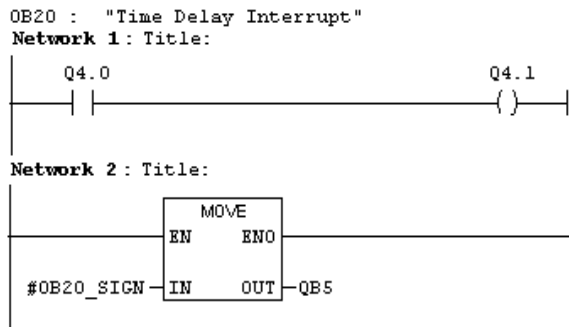 OB20 : "Time Delay Interrupt"
Network 1 : Title:
Q4.0 Q4.1
Network 2 : Title:
MOVE
EN ENO
#OB20_SIGN IN OUT QB5